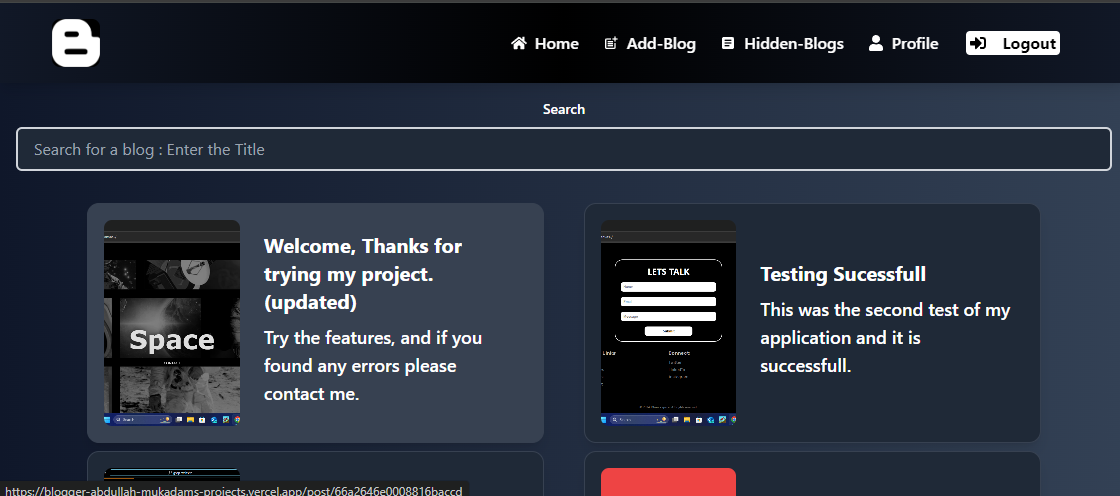 Home Add-Blog Hidden-Blogs Profile Logout
Search
Search for a blog : Enter the Title
Space
Welcome, Thanks for
trying my project.
(updated)
Try the features, and if you
found any errors please
contact me.
LETS TALK
Testing Sucessfull
This was the second test of my
application and it is
successfull.
https://blogger-abdullah-mukadams-projects.vercel.app/post/66a2646e0008816baccd